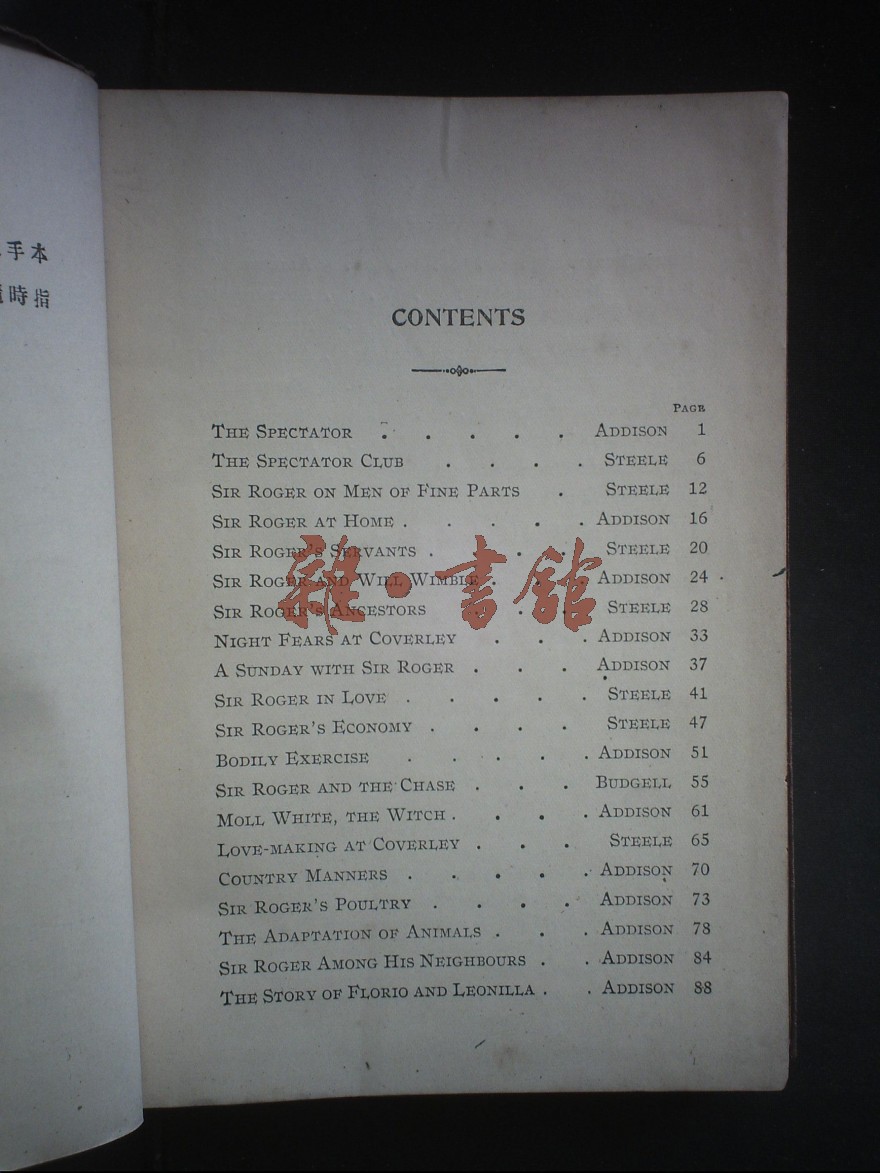 手本
時指
CONTENTS
PAGE
THE SPECTATOR . . . . . ADDISON 1
THE SPECTATOR CLUB . . . . STEELE 6
SIR ROGER ON MEN OF FINE PARTS . STEELE 12
SIR ROGER AT HOME . . . . . ADDISON 16
SIR ROGER'S SERVANTS . . . . STEELE 20
SIR ROGER AND WILL WIMBLE . . . ADDISON 24
SIR ROGER'S ANCESTORS . . . STEELE 28
NIGHT FEARS AT COVERLEY . . . ADDISON 33
A SUNDAY WITH SIR ROGER . . . ADDISON 37
SIR ROGER IN LOVE . . . . . STEELE 41
SIR ROGER'S ECONOMY . . . . STEELE 47
BODILY EXERCISE . . . . . ADDISON 51
SIR ROGER AND THE CHASE . . . BUDGELL 55
MOLL WHITE, THE WITCH . . . . ADDISON 61
LOVE-MAKING AT COVERLEY . . . STEELE 65
COUNTRY MANNERS . . . . . ADDISON 70
SIR ROGER'S POULTRY . . . . ADDISON 73
THE ADAPTATION OF ANIMALS . . . ADDISON 78
SIR ROGER AMONG HIS NEIGHBOURS . . ADDISON 84
THE STORY OF FLORIO AND LEONILLA . . ADDISON 88
雜·書館